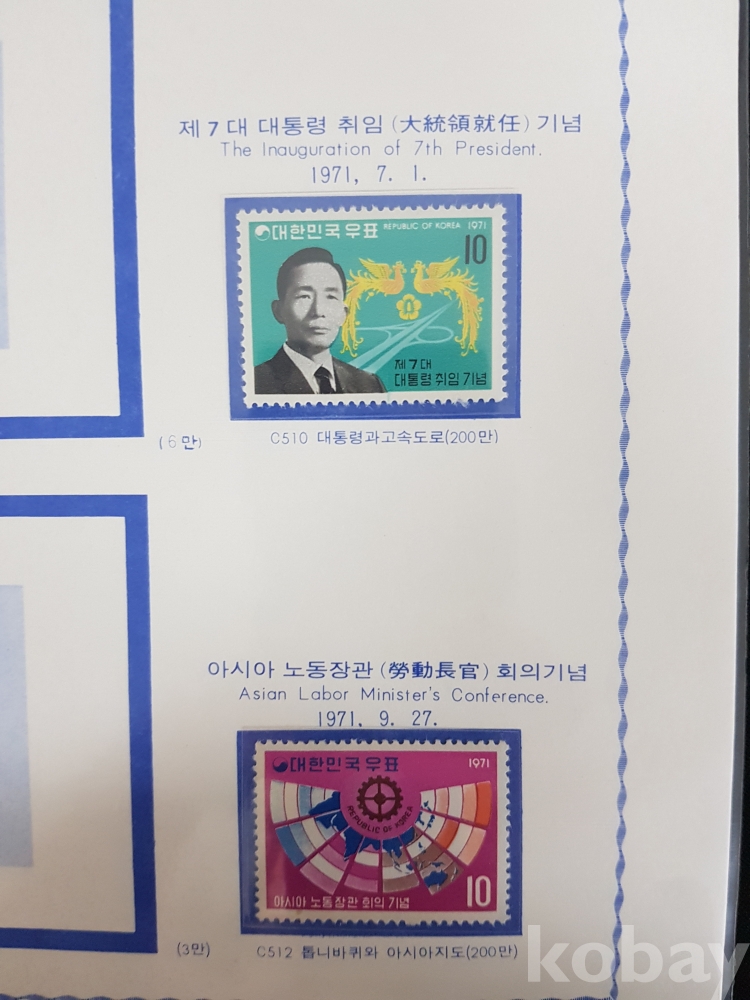 제 7 대 대통령 취임 (大統領就任) 기념
The Inauguration of 7th President.
1971, 7. 1.
대한민국우표 REPUBLIC OF KOREA 1971
10
제7대
대통령 취임 기념
(6만)
C510 대통령과고속도로(200만)
아시아 노동장관 (勞動長官) 회의기념
Asian Labor Minister's Conference.
1971, 9. 27.
대한민국우표 1971
REPUBLIC OF KOREA
아시아 노동장관 회의 기념 10
(3만)
C512 톱니바퀴와 아시아지도(200만)
kobay